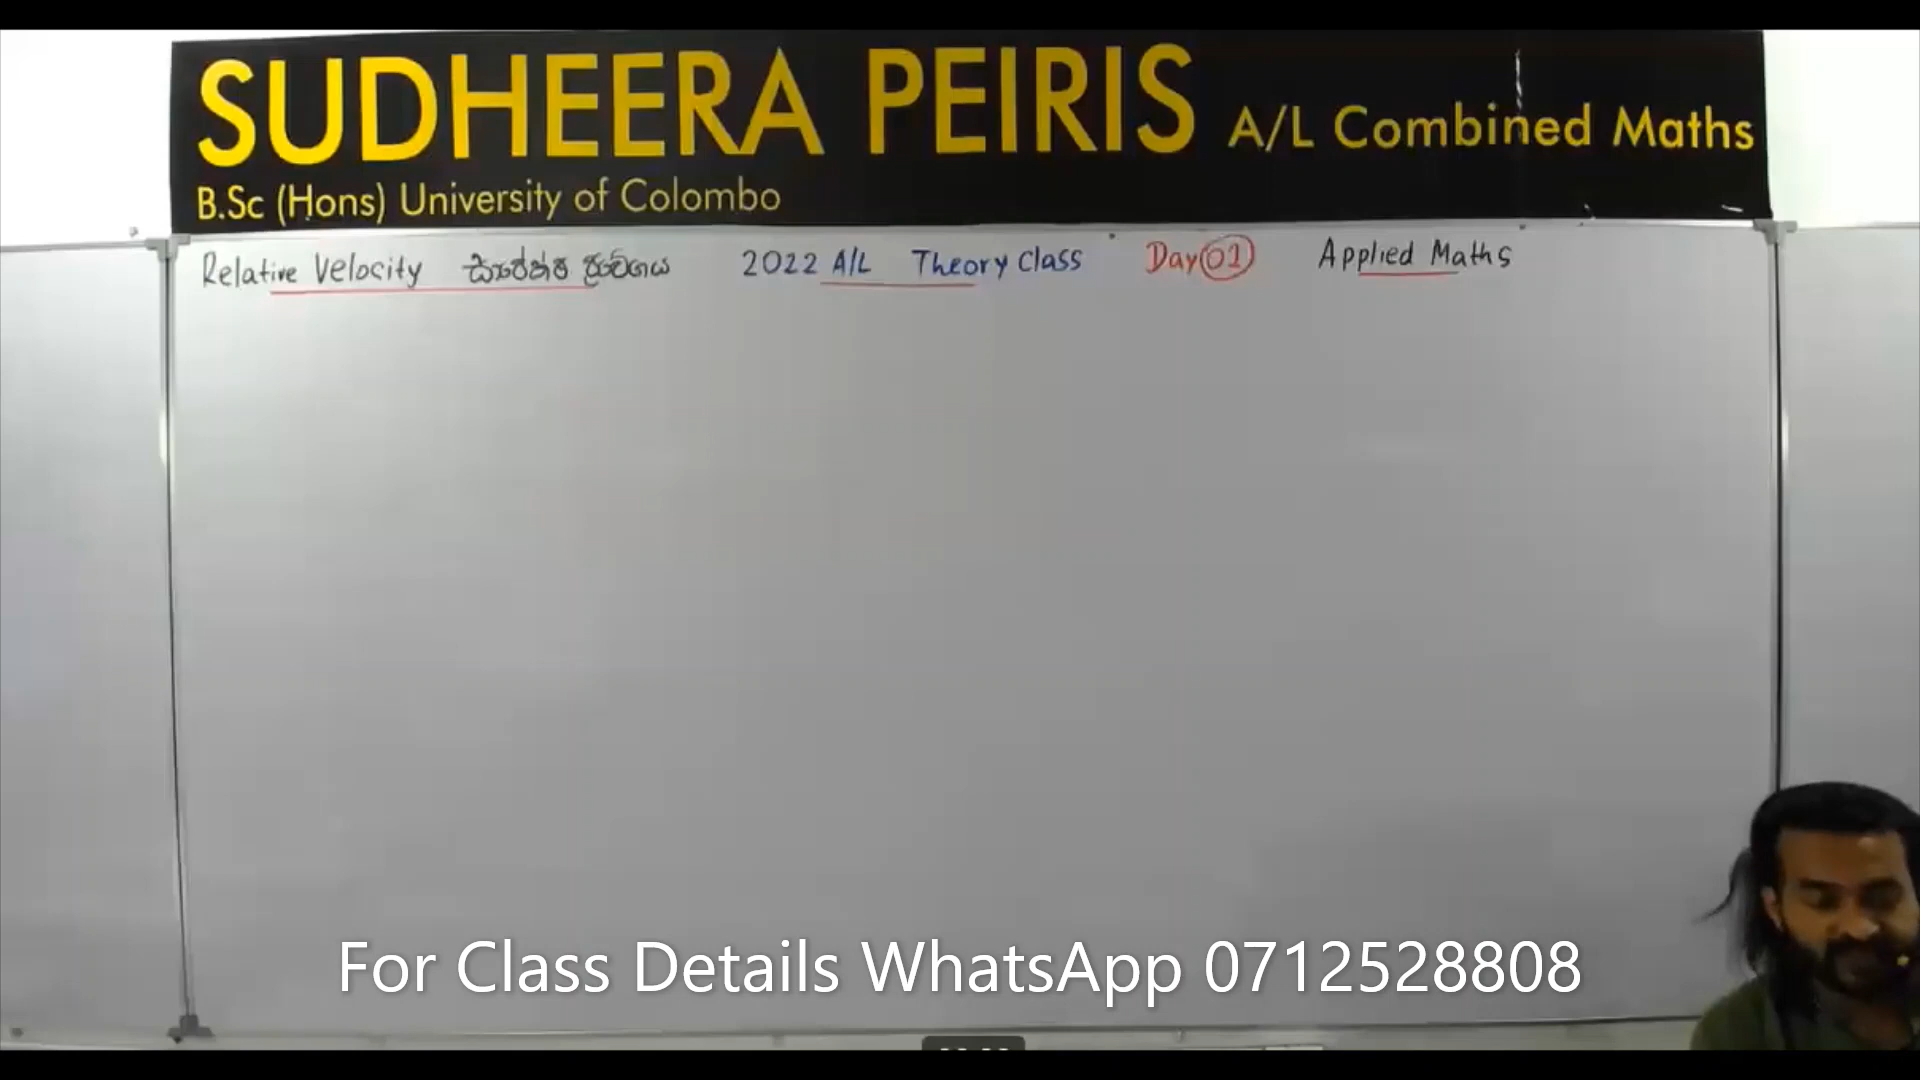 SUDHEERA PEIRIS A/L Combined Maths
B.Sc (Hons) University of Colombo
Relative Velocity සාපේක්ෂ ප්‍රවේගය 2022 A/L Theory Class Day 01 Applied Maths
For Class Details WhatsApp 0712528808